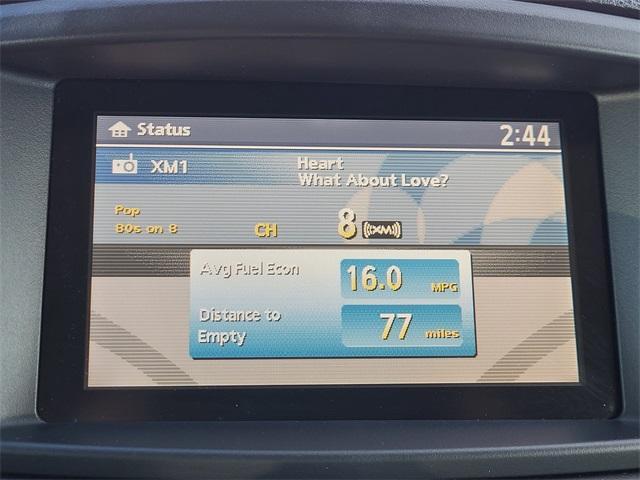 Status 2:44
XM1 Heart
What About Love?
Pop
80s on 8 CH 8 ((XM))
Avg Fuel Econ 16.0 MPG
Distance to
Empty 77 miles